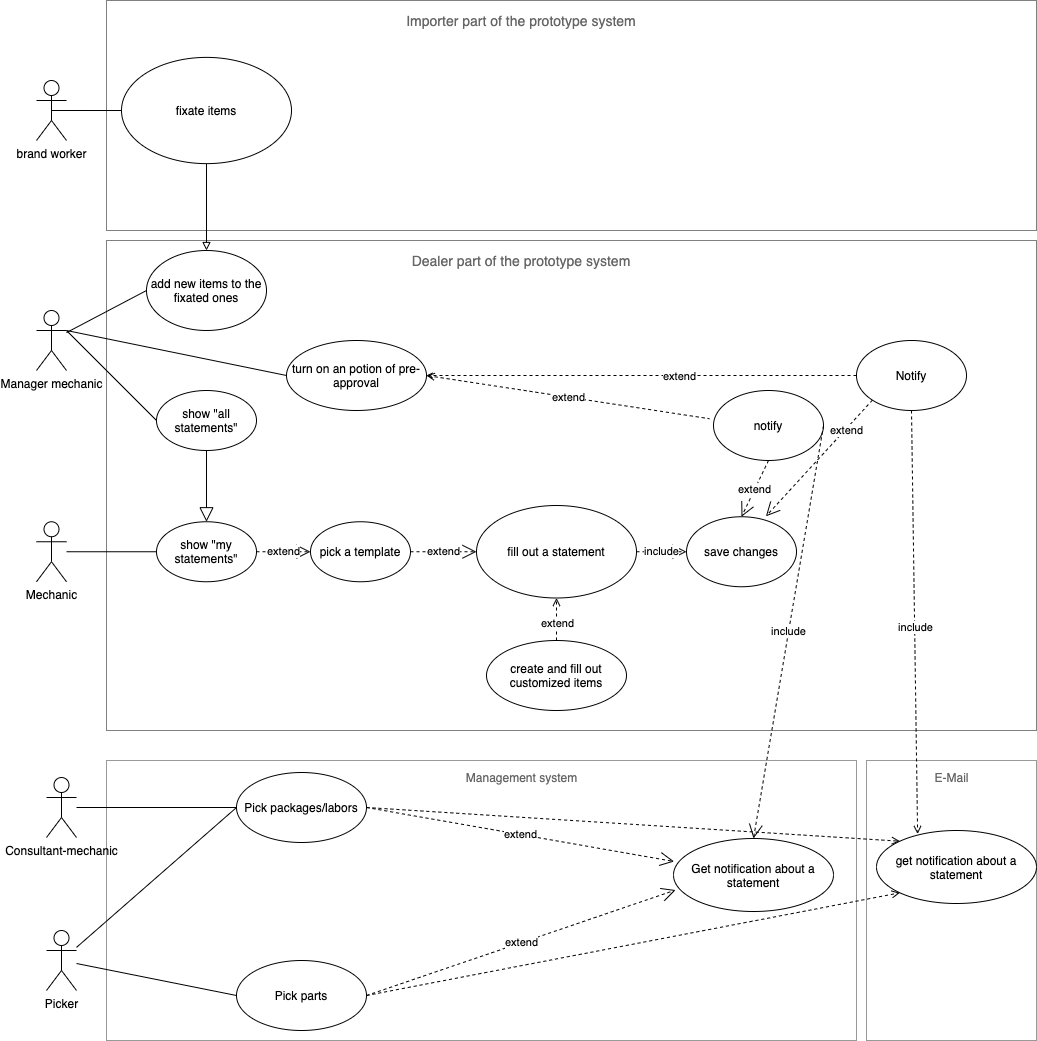 Importer part of the prototype system
fixate items
brand worker
Dealer part of the prototype system
add new items to the
fixated ones
Manager mechanic
turn on an potion of pre-
approval
extend
Notify
extend
show "all
statements"
notify
extend
extend
Mechanic
show "my
statements"
extend
pick a template
extend
fill out a statement
include
save changes
extend
include
include
create and fill out
customized items
Management system
E-Mail
Consultant-mechanic
Pick packages/labors
extend
Get notification about a
statement
get notification about a
statement
extend
Picker
Pick parts